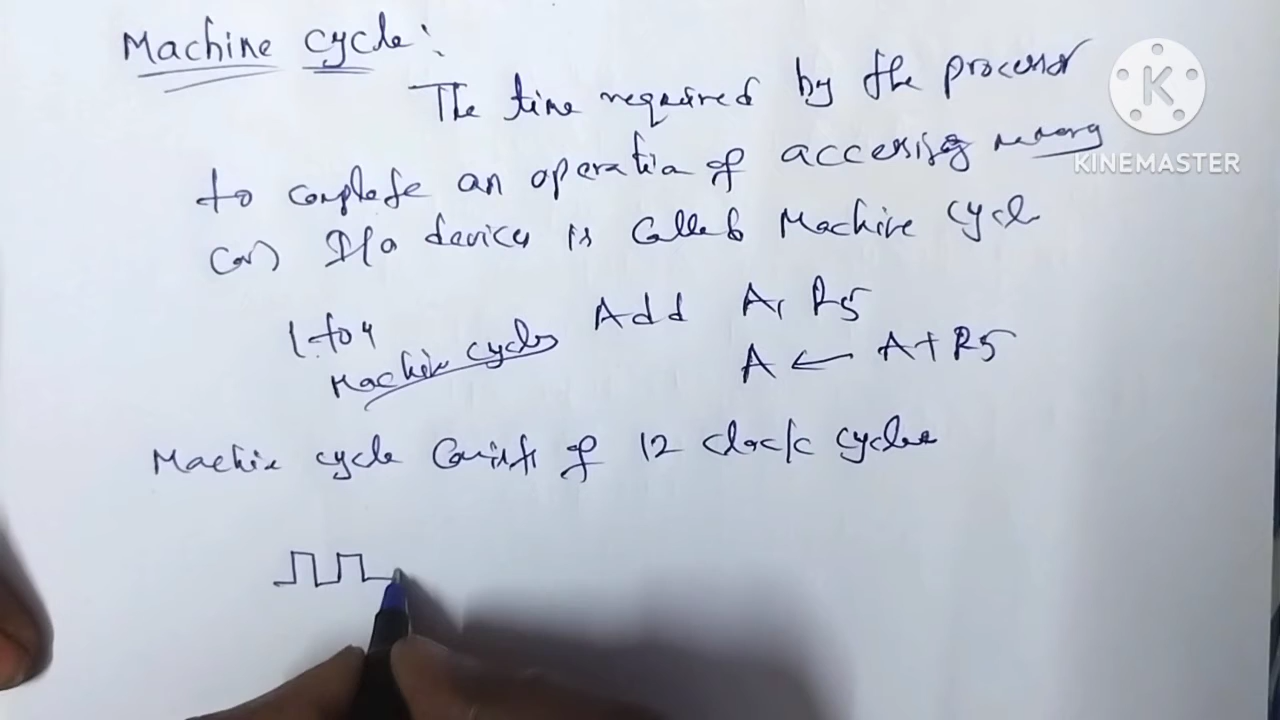 Machine cycle:
The time required by the processor
to complete an operation of accessing memory
(or) I/o devices is called Machine cycle
1 to 4
Machine cycles
Add A, R5
A ← A + R5
Machine cycle Consists of 12 clock cycles
K
KINEMASTER